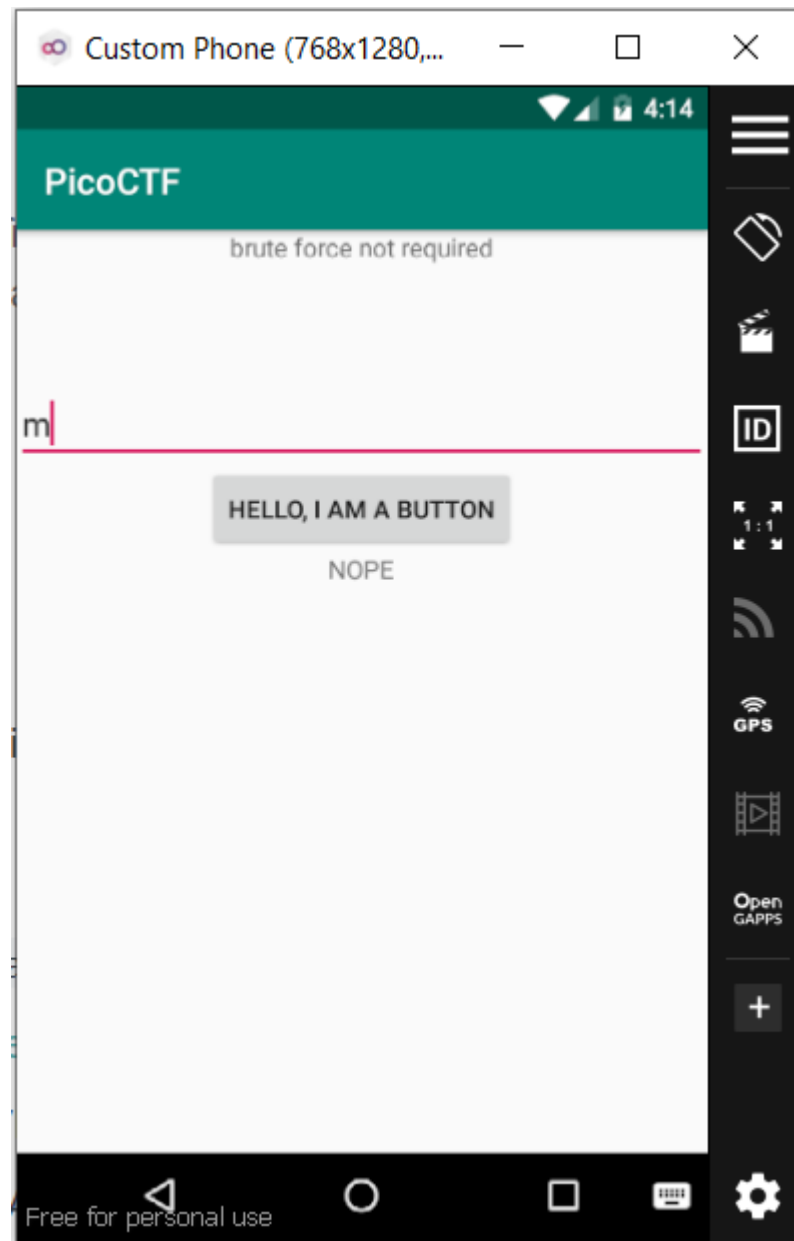 Custom Phone (768x1280,...
4:14
PicoCTF
brute force not required
m
HELLO, I AM A BUTTON
NOPE
ID
1:1
GPS
Open
GAPPS
Free for personal use